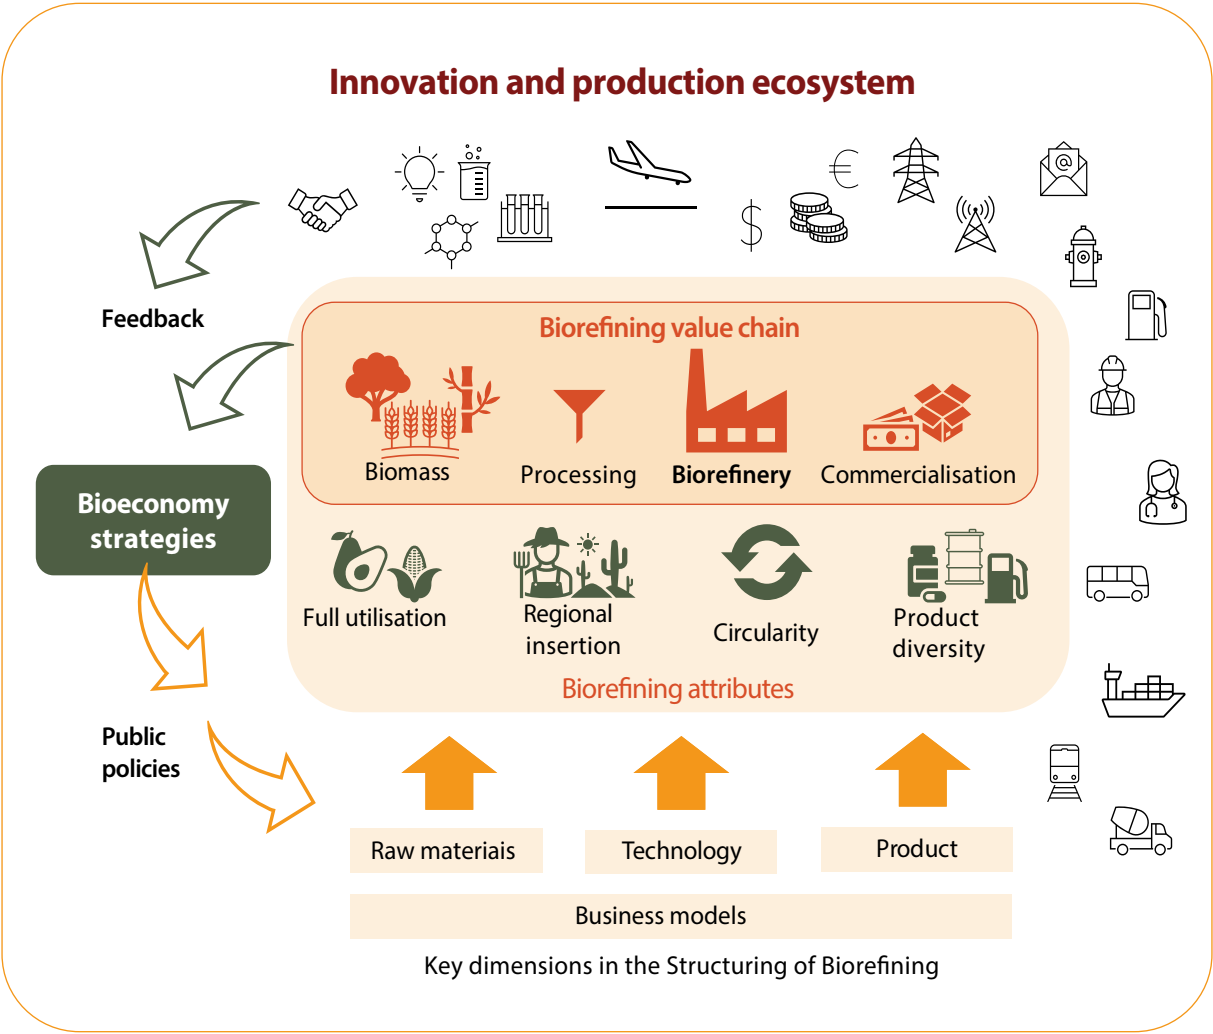 Innovation and production ecosystem
Feedback
Biorefining value chain
Biomass
Processing
Biorefinery
Commercialisation
Bioeconomy
strategies
Full utilisation
Regional
insertion
Circularity
Product
diversity
Biorefining attributes
Public
policies
Raw materiais
Technology
Product
Business models
Key dimensions in the Structuring of Biorefining
$
€
@